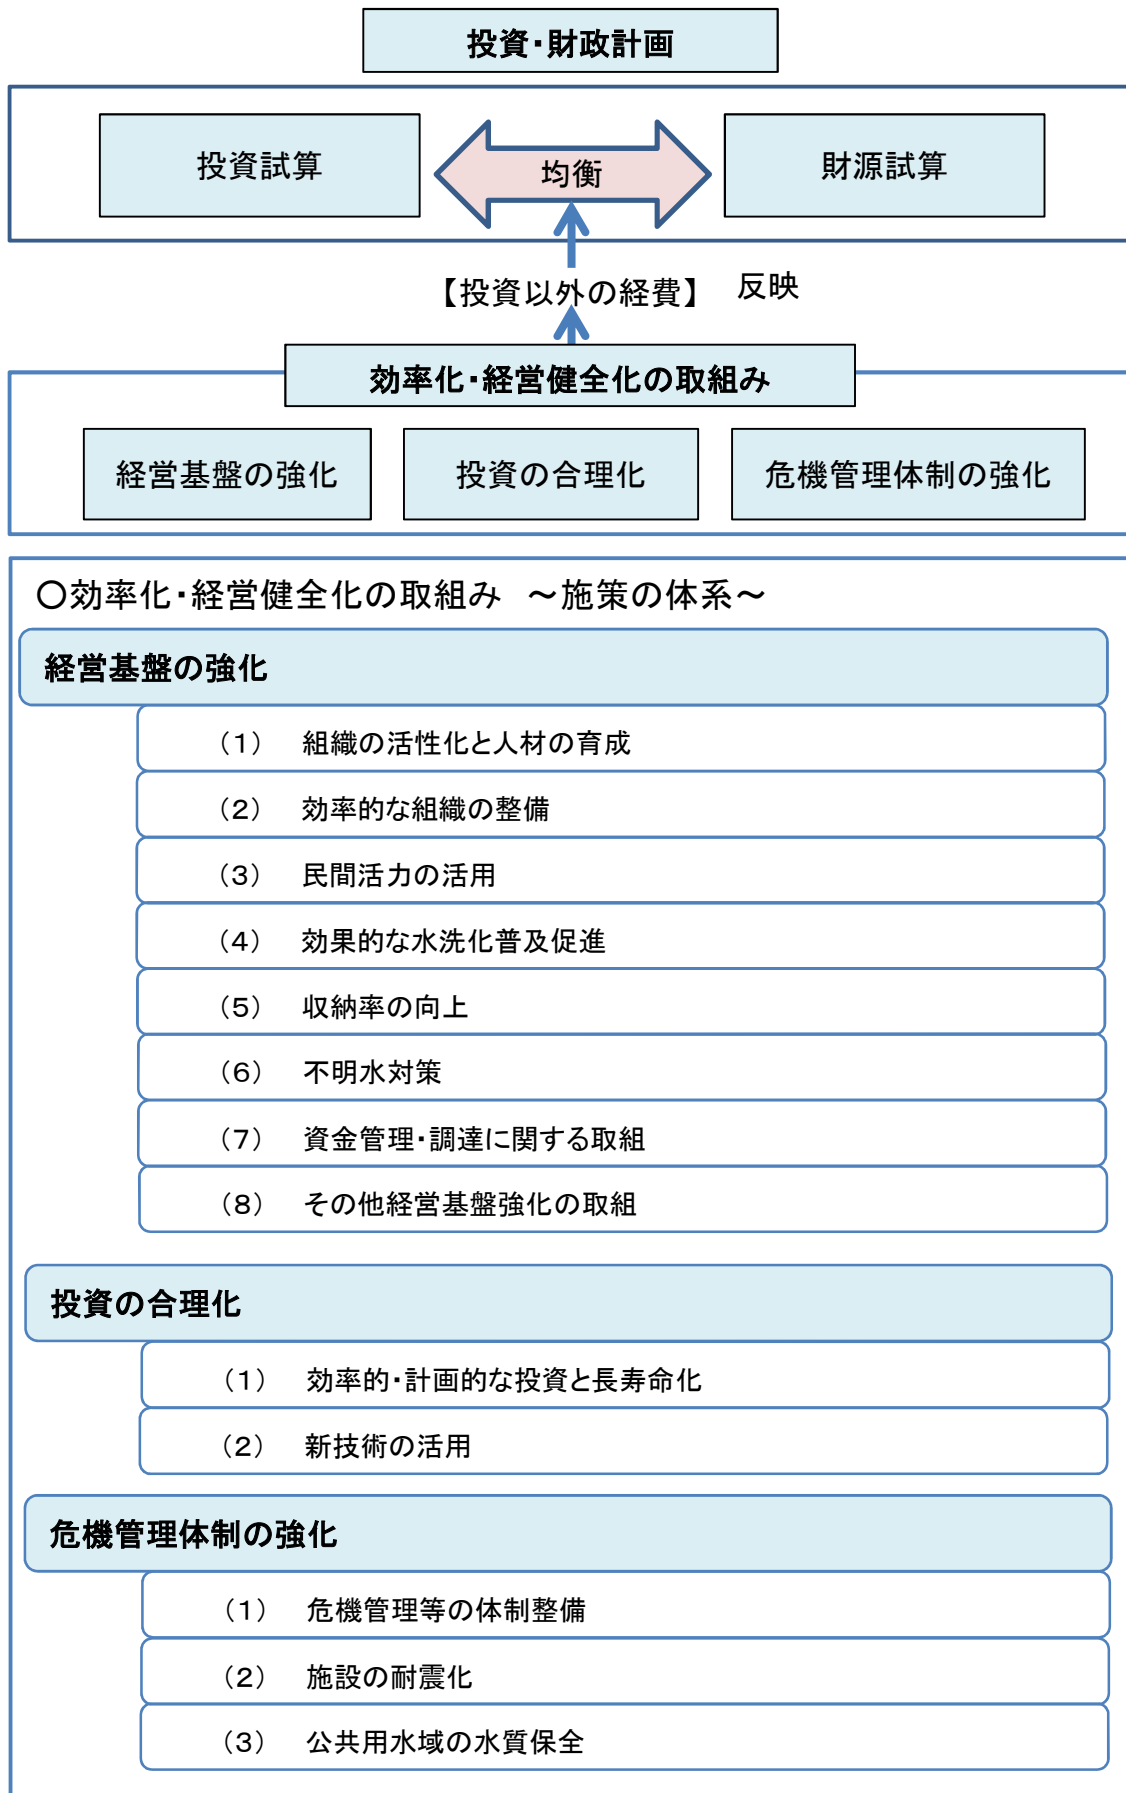 投資・財政計画
投資試算
均衡
財源試算
【投資以外の経費】 反映
効率化・経営健全化の取組み
経営基盤の強化
投資の合理化
危機管理体制の強化
○効率化・経営健全化の取組み ～施策の体系～
経営基盤の強化
（１） 組織の活性化と人材の育成
（２） 効率的な組織の整備
（３） 民間活力の活用
（４） 効果的な水洗化普及促進
（５） 収納率の向上
（６） 不明水対策
（７） 資金管理・調達に関する取組
（８） その他経営基盤強化の取組
投資の合理化
（１） 効率的・計画的な投資と長寿命化
（２） 新技術の活用
危機管理体制の強化
（１） 危機管理等の体制整備
（２） 施設の耐震化
（３） 公共用水域の水質保全